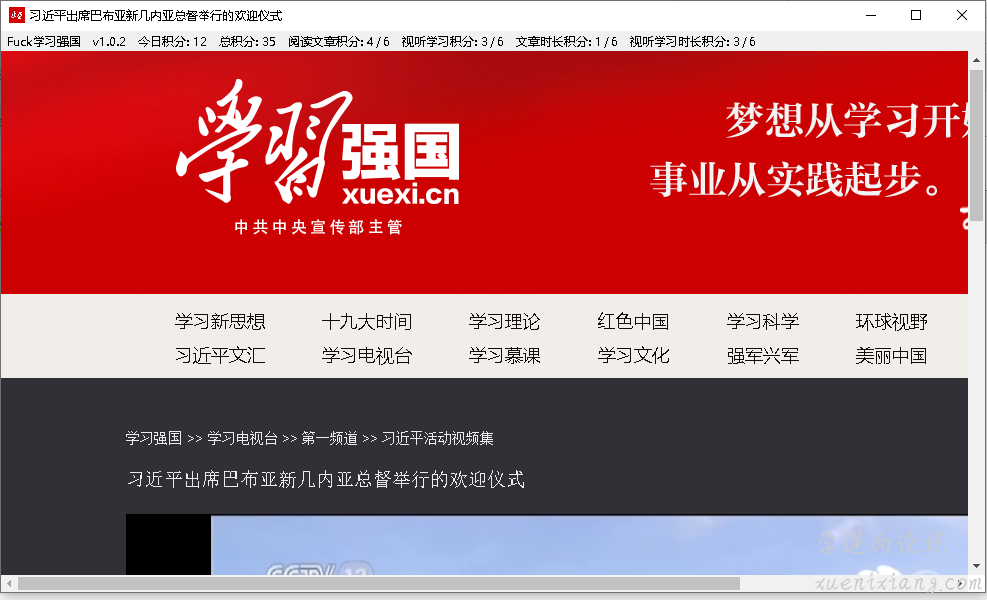 习近平出席巴布亚新几内亚总督举行的欢迎仪式
Fuck学习强国 v1.0.2 今日积分: 12 总积分: 35 阅读文章积分: 4 / 6 视听学习积分: 3 / 6 文章时长积分: 1 / 6 视听学习时长积分: 3 / 6
學習强国
xuexi.cn
中共中央宣传部主管
梦想从学习开始
事业从实践起步。
学习新思想 十九大时间 学习理论 红色中国 学习科学 环球视野
习近平文汇 学习电视台 学习慕课 学习文化 强军兴军 美丽中国
学习强国 >> 学习电视台 >> 第一频道 >> 习近平活动视频集
习近平出席巴布亚新几内亚总督举行的欢迎仪式
CCTV 13
xuenixiang.com